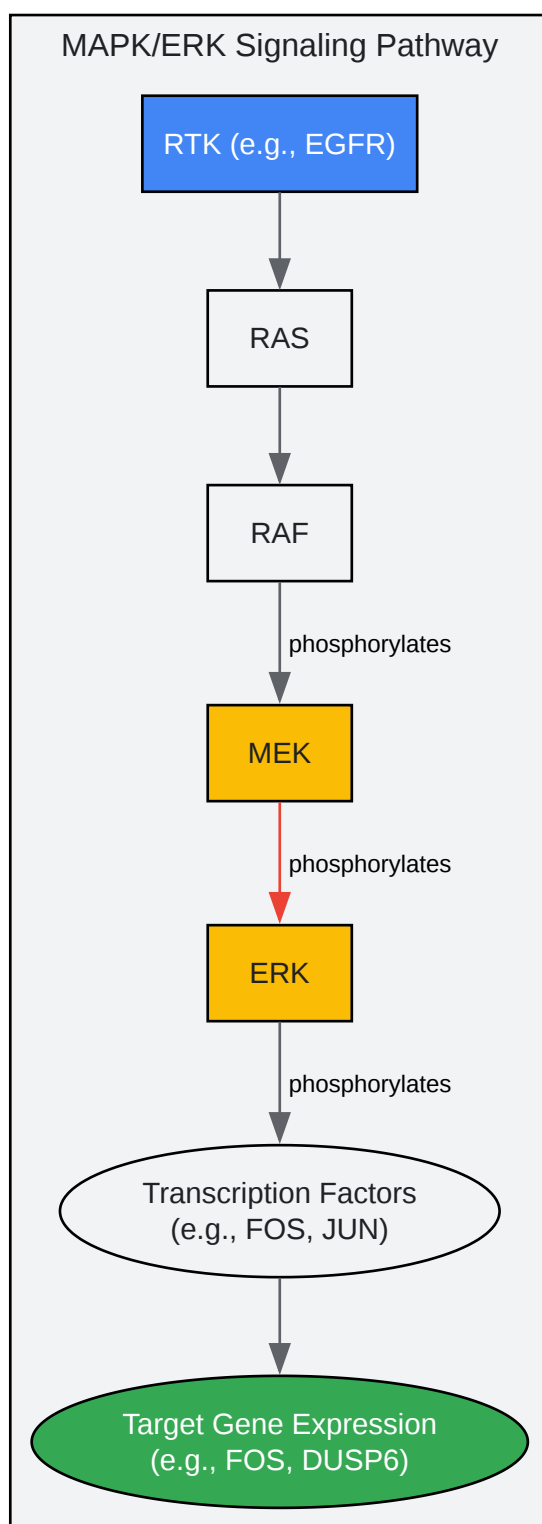 MAPK/ERK Signaling Pathway
RTK (e.g., EGFR)
RAS
RAF
phosphorylates
MEK
phosphorylates
ERK
phosphorylates
Transcription Factors
(e.g., FOS, JUN)
Target Gene Expression
(e.g., FOS, DUSP6)